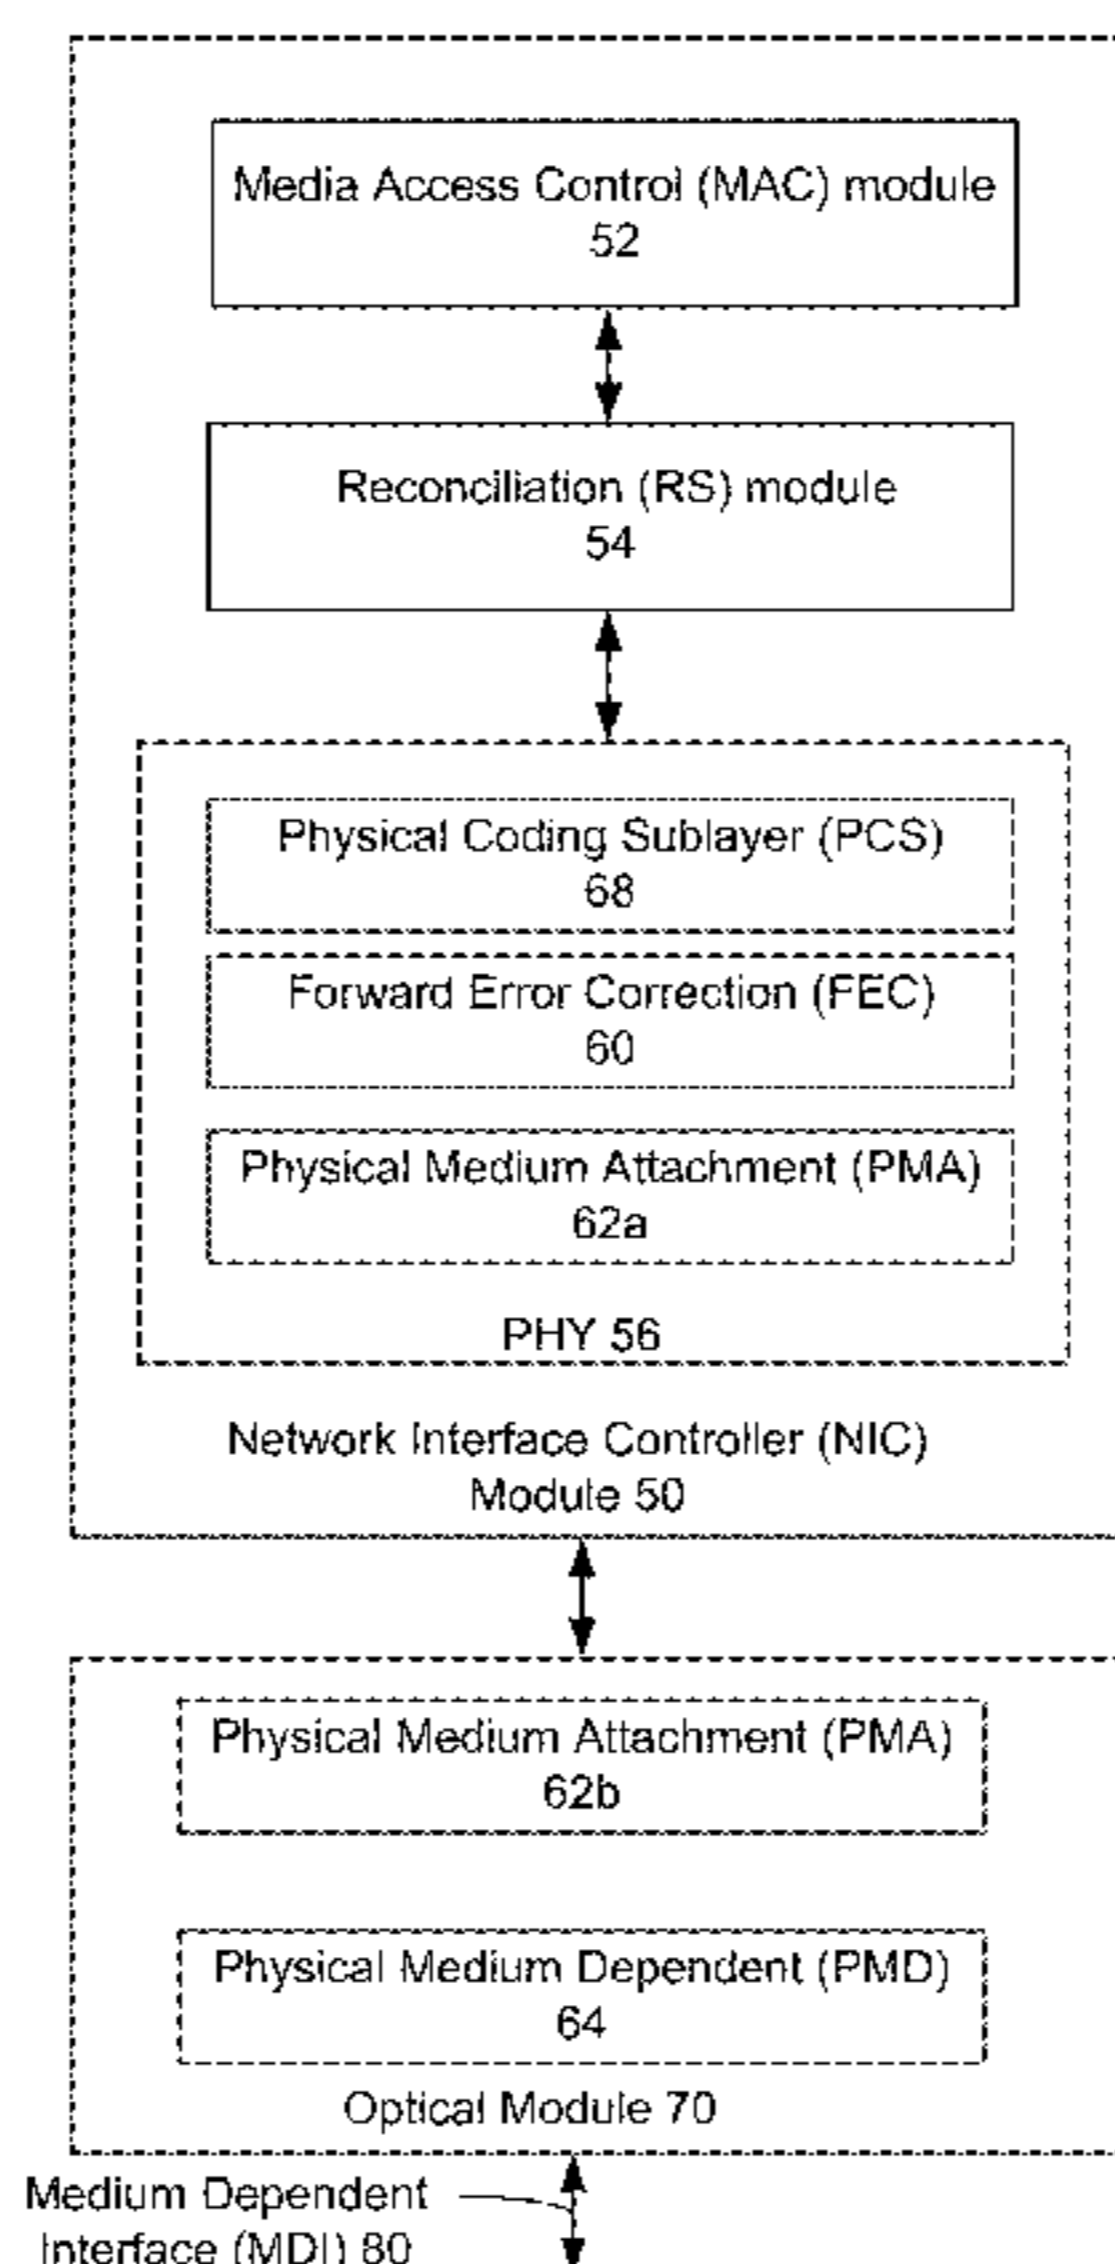 Media Access Control (MAC) module
52
Reconciliation (RS) module
54
Physical Coding Sublayer (PCS)
68
Forward Error Correction (FEC)
60
Physical Medium Attachment (PMA)
62a
PHY 56
Network Interface Controller (NIC)
Module 50
Physical Medium Attachment (PMA)
62b
Physical Medium Dependent (PMD)
64
Optical Module 70
Medium Dependent
Interface (MDI) 80